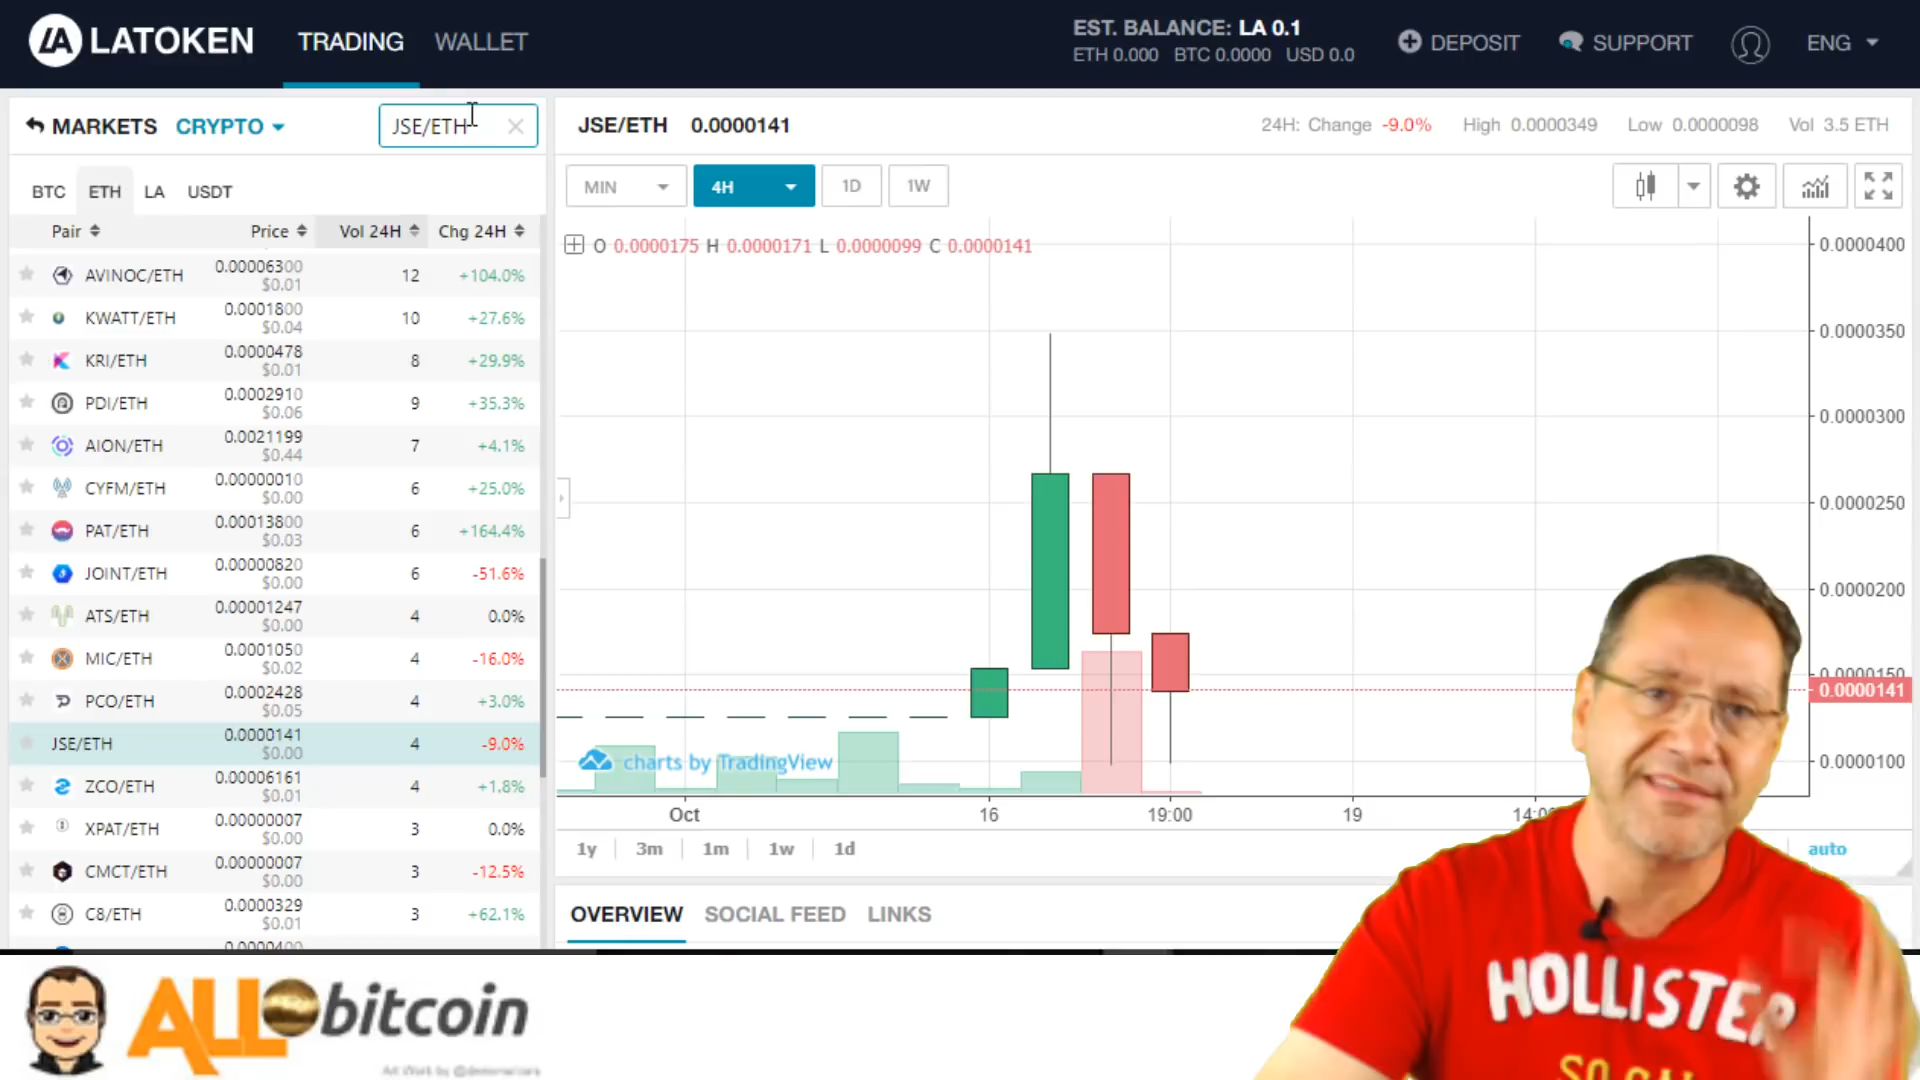 LATOKEN TRADING WALLET
EST. BALANCE: LA 0.1
ETH 0.000 BTC 0.0000 USD 0.0
DEPOSIT SUPPORT ENG
MARKETS CRYPTO JSE/ETH
BTC ETH LA USDT
Pair Price Vol 24H Chg 24H
AVINOC/ETH 0.00006300 12 +104.0%
$0.01
KWATT/ETH 0.0001800 10 +27.6%
$0.04
KRI/ETH 0.0000478 8 +29.9%
$0.01
PDI/ETH 0.0002910 9 +35.3%
$0.06
AION/ETH 0.0021199 7 +4.1%
$0.44
CYFM/ETH 0.00000010 6 +25.0%
$0.00
PAT/ETH 0.00013800 6 +164.4%
$0.03
JOINT/ETH 0.00000820 6 -51.6%
$0.00
ATS/ETH 0.00001247 4 0.0%
$0.00
MIC/ETH 0.0001050 4 -16.0%
$0.02
PCO/ETH 0.0002428 4 +3.0%
$0.05
JSE/ETH 0.0000141 4 -9.0%
$0.00
ZCO/ETH 0.00006161 4 +1.8%
$0.01
XPAT/ETH 0.00000007 3 0.0%
$0.00
CMCT/ETH 0.00000007 3 -12.5%
$0.00
C8/ETH 0.0000329 3 +62.1%
$0.01
JSE/ETH 0.0000141
24H: Change -9.0% High 0.0000349 Low 0.0000098 Vol 3.5 ETH
MIN 4H 1D 1W
O 0.0000175 H 0.0000171 L 0.0000099 C 0.0000141
0.0000400
0.0000350
0.0000300
0.0000250
0.0000200
0.0000150
0.0000141
0.0000100
charts by TradingView
Oct 16 19:00 19
1y 3m 1m 1w 1d auto
OVERVIEW SOCIAL FEED LINKS
ALLObitcoin
HOLLISTER